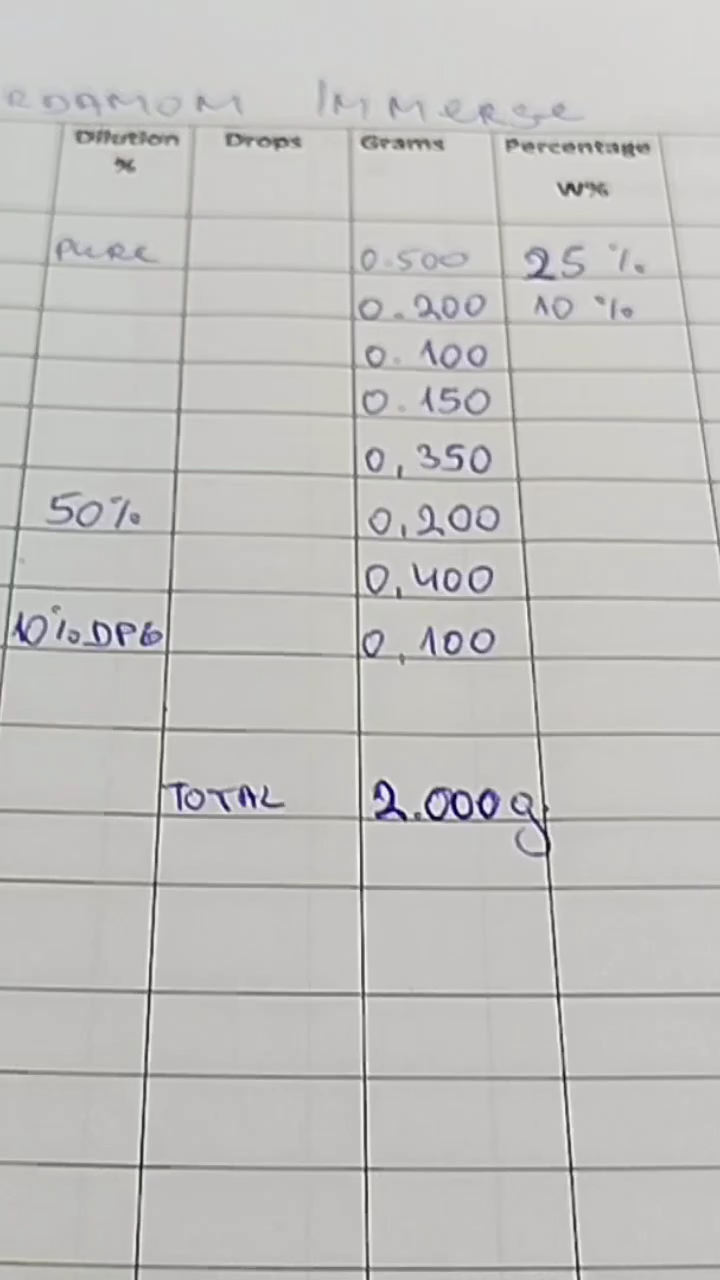 RDAMOM IMMERSE
Dilution % Drops Grams Percentage W%
PURE 0.500 25 %
0.200 10 %
0.100
0.150
0,350
50% 0,200
0,400
10% DPG 0,100
TOTAL 2.000g